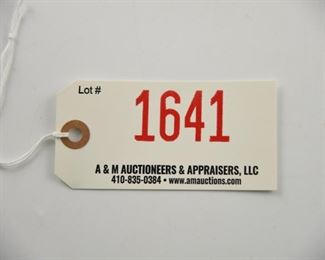 Lot #
1641
A & M AUCTIONEERS & APPRAISERS, LLC
410-835-0384 • www.amauctions.com